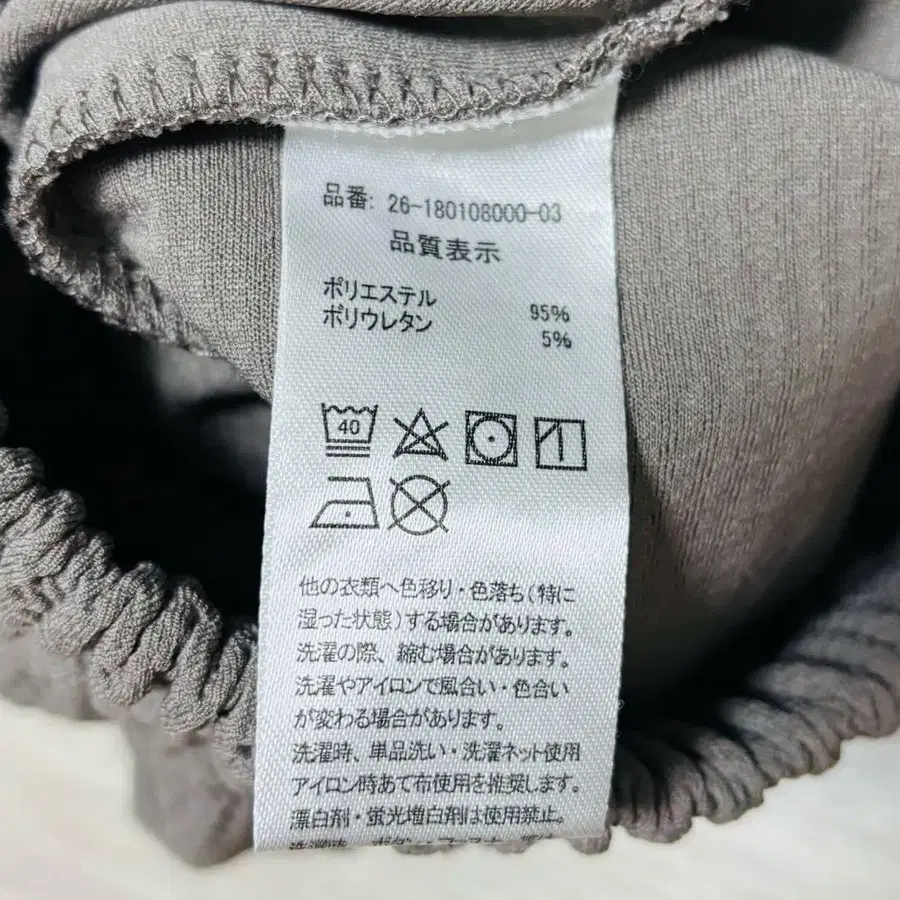 品番: 26-180108000-03
品質表示
ポリエステル 95%
ポリウレタン 5%
40
他の衣類へ色移り・色落ち(特に
湿った状態)する場合があります。
洗濯の際、縮む場合があります。
洗濯やアイロンで風合い・色合い
が変わる場合があります。
洗濯時、単品洗い・洗濯ネット使用
アイロン時あて布使用を推奨します。
漂白剤・蛍光増白剤は使用禁止。